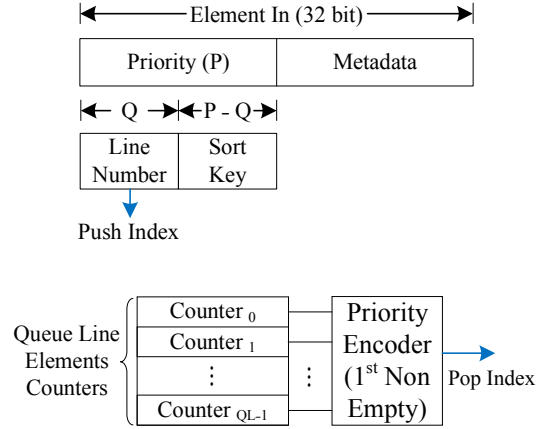 Element In (32 bit)
Priority (P)
Metadata
Q
P - Q
Line
Number
Sort
Key
Push Index
Queue Line
Elements
Counters
Counter 0
Counter 1
⋮
Counter QL-1
⋮
Priority
Encoder
(1st Non
Empty)
Pop Index